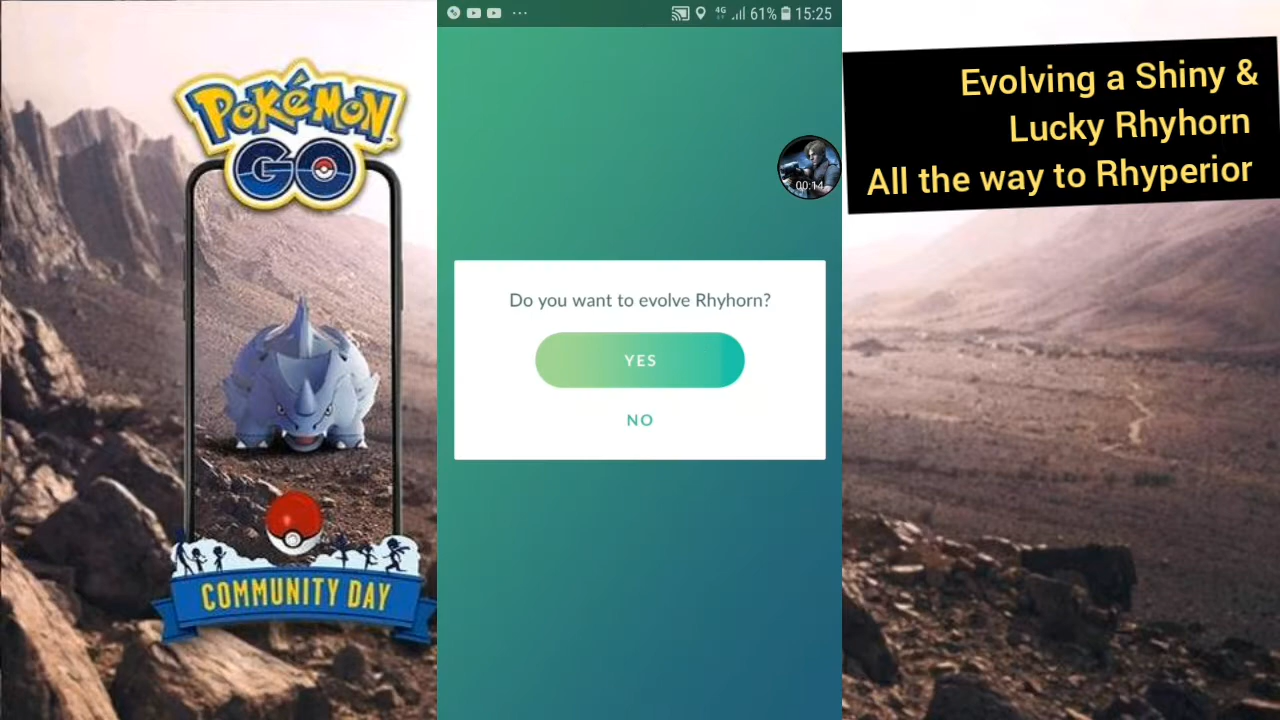 POKÉMON
GO
COMMUNITY DAY
4G 61% 15:25
00:14
Do you want to evolve Rhyhorn?
YES
NO
Evolving a Shiny &
Lucky Rhyhorn
All the way to Rhyperior